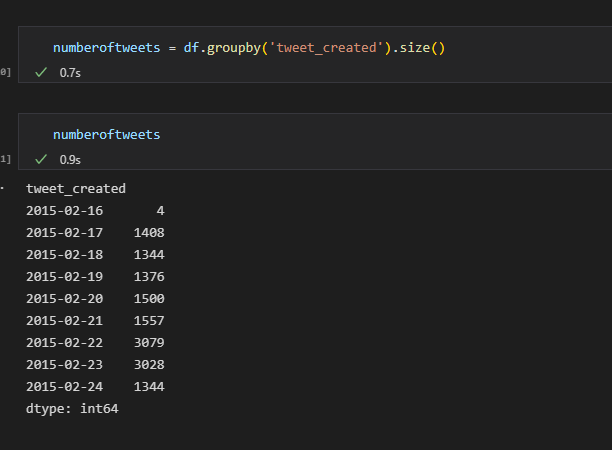 numberoftweets = df.groupby('tweet_created').size()
0]
0.7s
numberoftweets
1]
0.9s
tweet_created
2015-02-16       4
2015-02-17    1408
2015-02-18    1344
2015-02-19    1376
2015-02-20    1500
2015-02-21    1557
2015-02-22    3079
2015-02-23    3028
2015-02-24    1344
dtype: int64